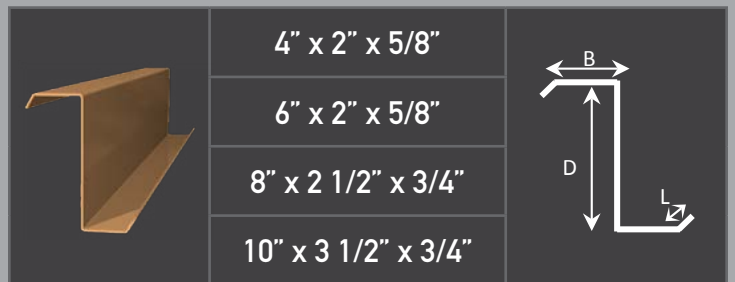 4” x 2” x 5/8”
6” x 2” x 5/8”
8” x 2 1/2” x 3/4”
10” x 3 1/2” x 3/4”
B
D
L